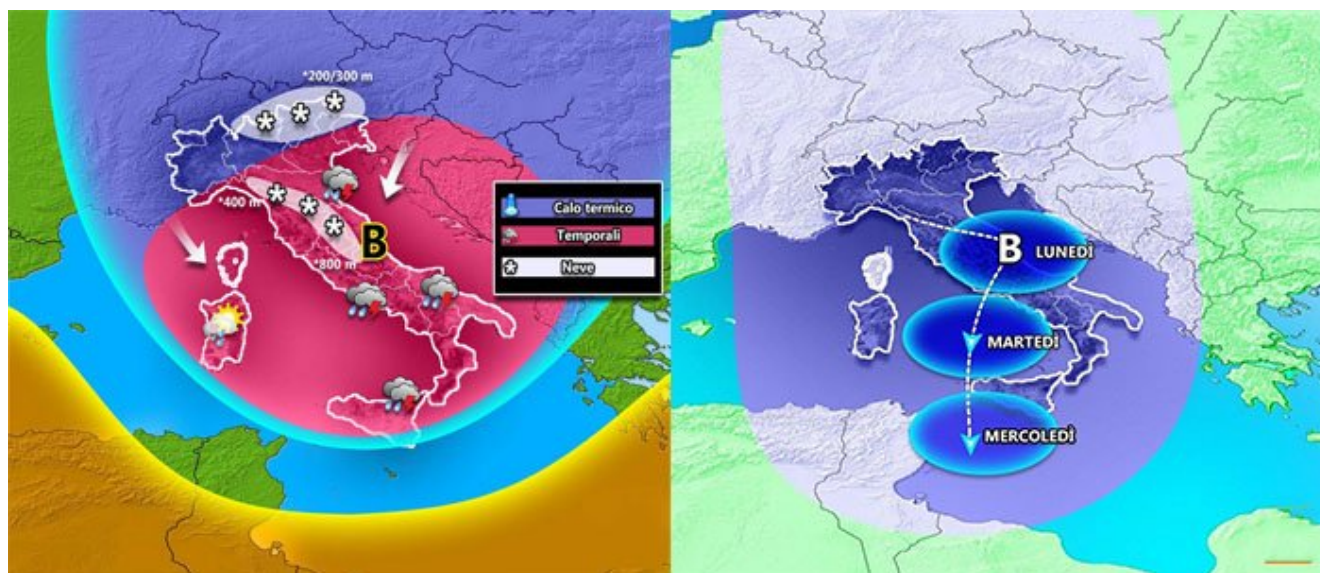 *200/300 m
*400 m
B
*800 m
Calo termico
Temporali
Neve
B
LUNEDÌ
MARTEDÌ
MERCOLEDÌ